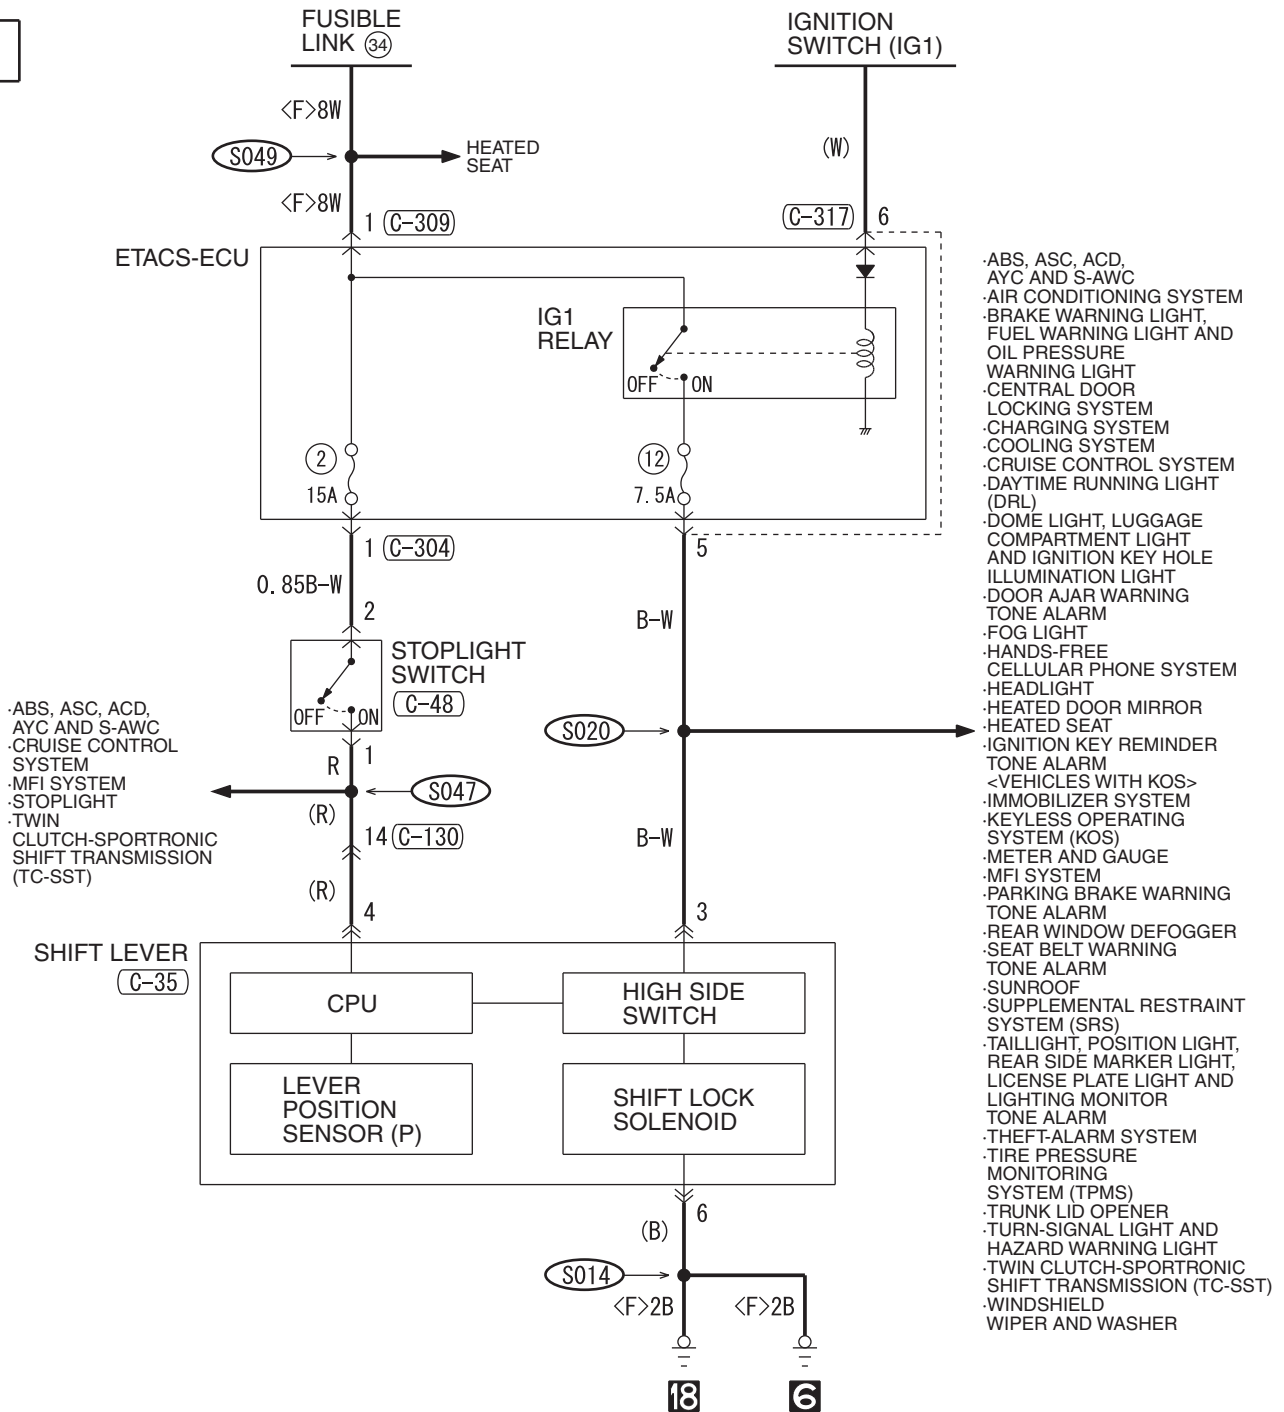 FUSIBLE
LINK 34
IGNITION
SWITCH (IG1)
<F>8W
(W)
S049
HEATED
SEAT
<F>8W
1 C-309
C-317 6
ETACS-ECU
IG1
RELAY
OFF ON
2
15A
12
7.5A
1 C-304
5
0.85B-W
2
B-W
STOPLIGHT
SWITCH
C-48
OFF ON
1
R
S047
(R)
14 C-130
(R)
4
S020
B-W
3
·ABS, ASC, ACD,
AYC AND S-AWC
·CRUISE CONTROL
SYSTEM
·MFI SYSTEM
·STOPLIGHT
·TWIN
CLUTCH-SPORTRONIC
SHIFT TRANSMISSION
(TC-SST)
·ABS, ASC, ACD,
AYC AND S-AWC
·AIR CONDITIONING SYSTEM
·BRAKE WARNING LIGHT,
FUEL WARNING LIGHT AND
OIL PRESSURE
WARNING LIGHT
·CENTRAL DOOR
LOCKING SYSTEM
·CHARGING SYSTEM
·COOLING SYSTEM
·CRUISE CONTROL SYSTEM
·DAYTIME RUNNING LIGHT
(DRL)
·DOME LIGHT, LUGGAGE
COMPARTMENT LIGHT
AND IGNITION KEY HOLE
ILLUMINATION LIGHT
·DOOR AJAR WARNING
TONE ALARM
·FOG LIGHT
·HANDS-FREE
CELLULAR PHONE SYSTEM
·HEADLIGHT
·HEATED DOOR MIRROR
·HEATED SEAT
·IGNITION KEY REMINDER
TONE ALARM
<VEHICLES WITH KOS>
·IMMOBILIZER SYSTEM
·KEYLESS OPERATING
SYSTEM (KOS)
·METER AND GAUGE
·MFI SYSTEM
·PARKING BRAKE WARNING
TONE ALARM
·REAR WINDOW DEFOGGER
·SEAT BELT WARNING
TONE ALARM
·SUNROOF
·SUPPLEMENTAL RESTRAINT
SYSTEM (SRS)
·TAILLIGHT, POSITION LIGHT,
REAR SIDE MARKER LIGHT,
LICENSE PLATE LIGHT AND
LIGHTING MONITOR
TONE ALARM
·THEFT-ALARM SYSTEM
·TIRE PRESSURE
MONITORING
SYSTEM (TPMS)
·TRUNK LID OPENER
·TURN-SIGNAL LIGHT AND
HAZARD WARNING LIGHT
·TWIN CLUTCH-SPORTRONIC
SHIFT TRANSMISSION (TC-SST)
·WINDSHIELD
WIPER AND WASHER
SHIFT LEVER
C-35
CPU
HIGH SIDE
SWITCH
LEVER
POSITION
SENSOR (P)
SHIFT LOCK
SOLENOID
6
(B)
S014
<F>2B
<F>2B
18
6